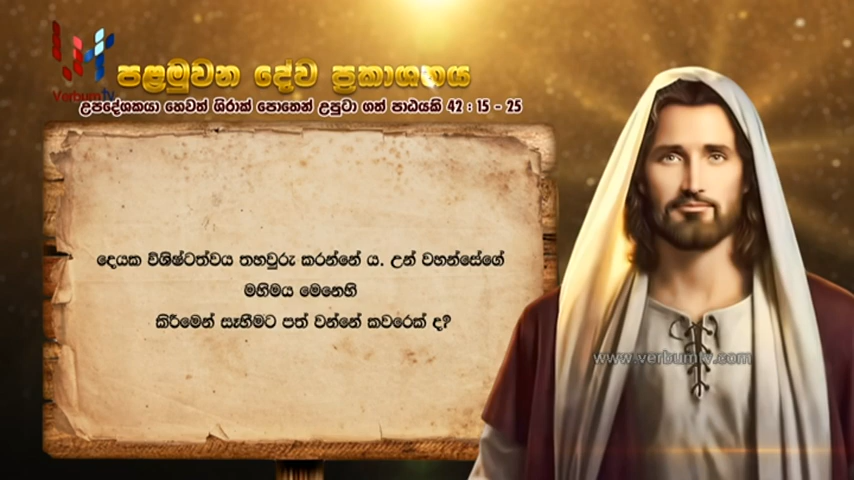 පළමුවන දේව ප්‍රකාශනය
VerbumTV
උපදේශකයා හෙවත් ශිරාක් පොතෙන් උපුටා ගත් පාඨයකි 42 : 15 - 25
දෙයක විශිෂ්ටත්වය තහවුරු කරන්නේ ය. උන් වහන්සේගේ
මහිමය මෙනෙහි
කිරීමෙන් සෑහීමට පත් වන්නේ කවරෙක් ද?
www.verbumtv.com